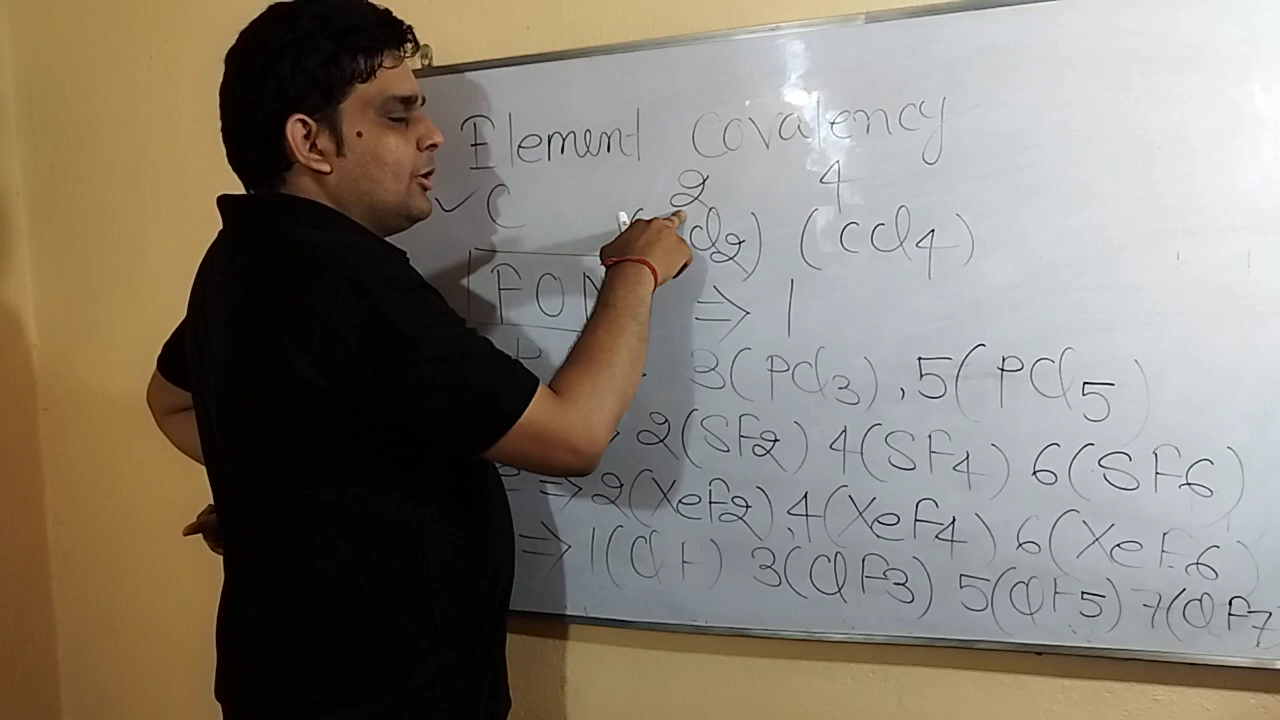 Element Covalency
✓ C 2 4
Cl2) (CCl4)
FON ⇒ 1
P 3(PCl3), 5(PCl5)
2(SF2) 4(SF4) 6(SF6)
⇒ 2(XeF2), 4(XeF4) 6(XeF6)
⇒ 1(ClF) 3(ClF3) 5(ClF5) 7(ClF7